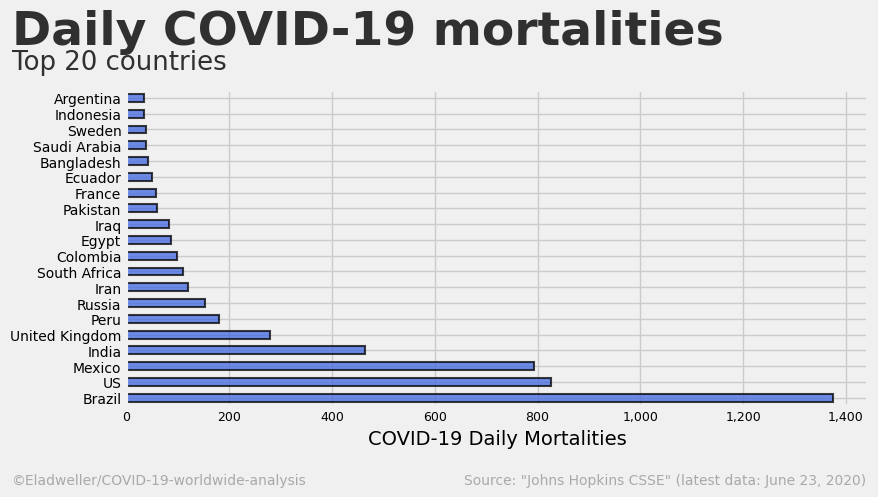 Daily COVID-19 mortalities
Top 20 countries
Argentina
Indonesia
Sweden
Saudi Arabia
Bangladesh
Ecuador
France
Pakistan
Iraq
Egypt
Colombia
South Africa
Iran
Russia
Peru
United Kingdom
India
Mexico
US
Brazil
0 200 400 600 800 1,000 1,200 1,400
COVID-19 Daily Mortalities
©Eladweller/COVID-19-worldwide-analysis Source: "Johns Hopkins CSSE" (latest data: June 23, 2020)